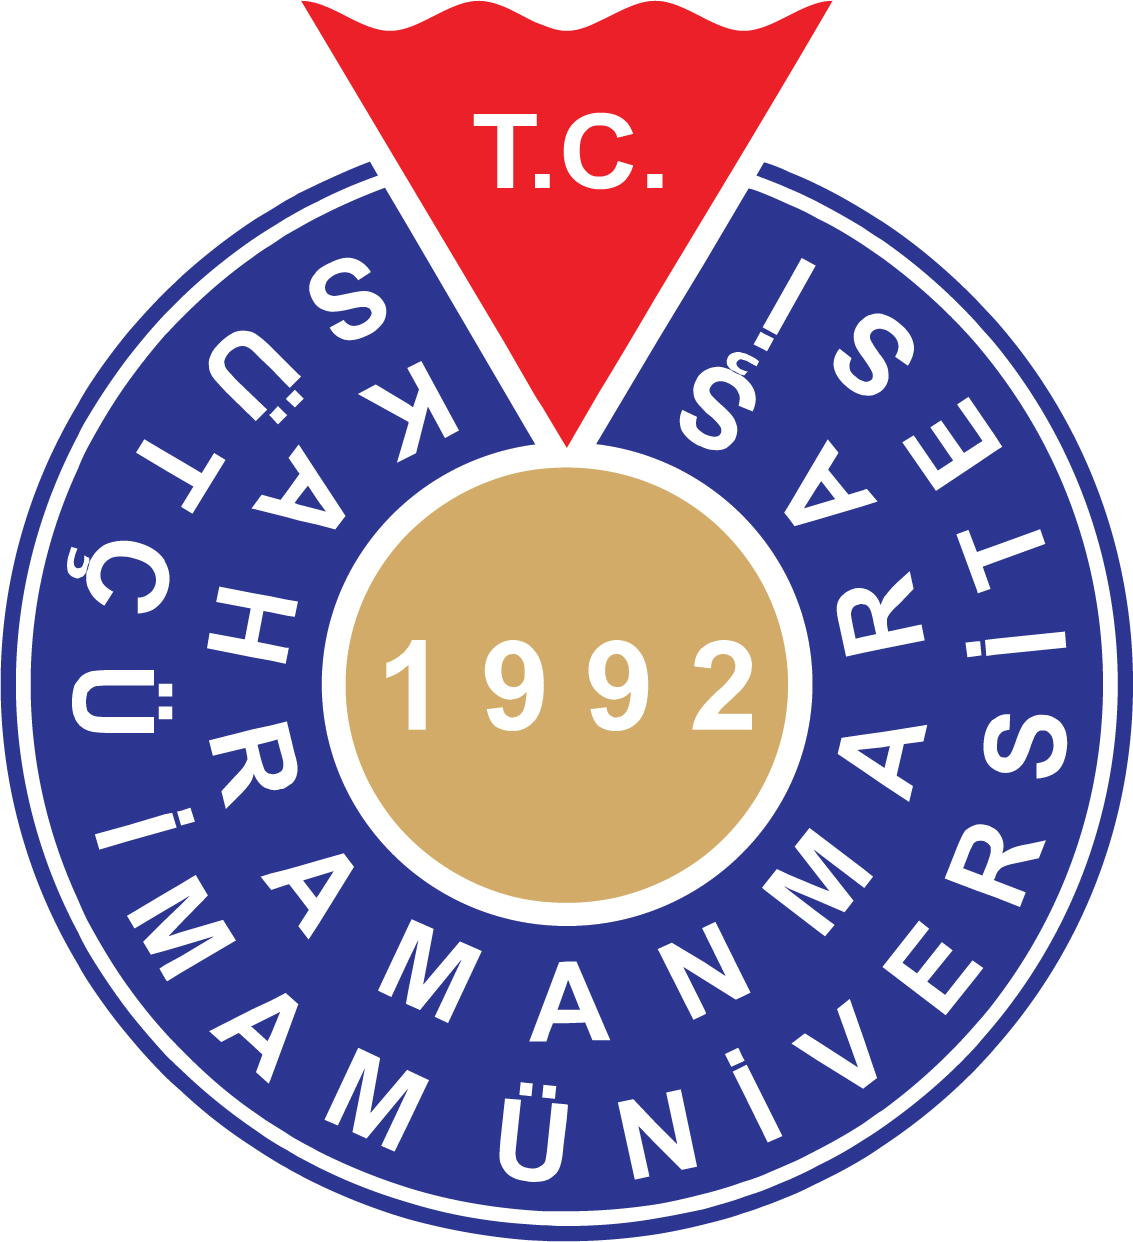 T.C.
KAHRAMANMARAŞ
SÜTÇÜ İMAM ÜNİVERSİTESİ
1992